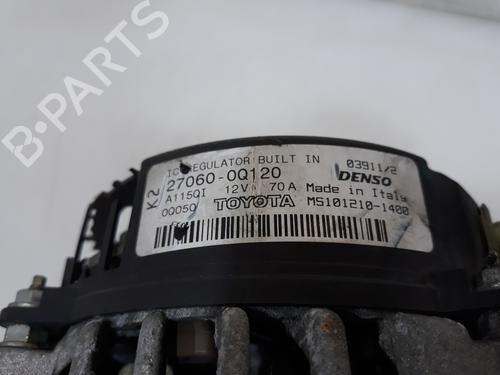 IC REGULATOR BUILT IN 03911/2
K2 27060-0Q120 DENSO
A115QI 12V 70A Made in Italy
0Q05Q TOYOTA MS101210-1400
B-PARTS